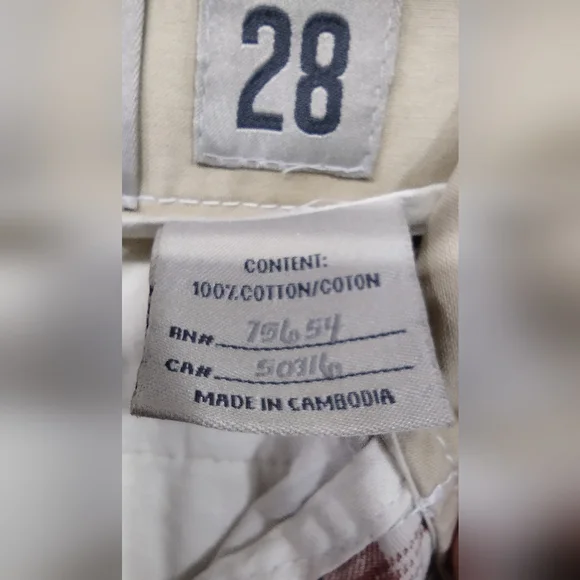 28
CONTENT:
100% COTTON/COTON
RN# 75654
CA# 50316
MADE IN CAMBODIA